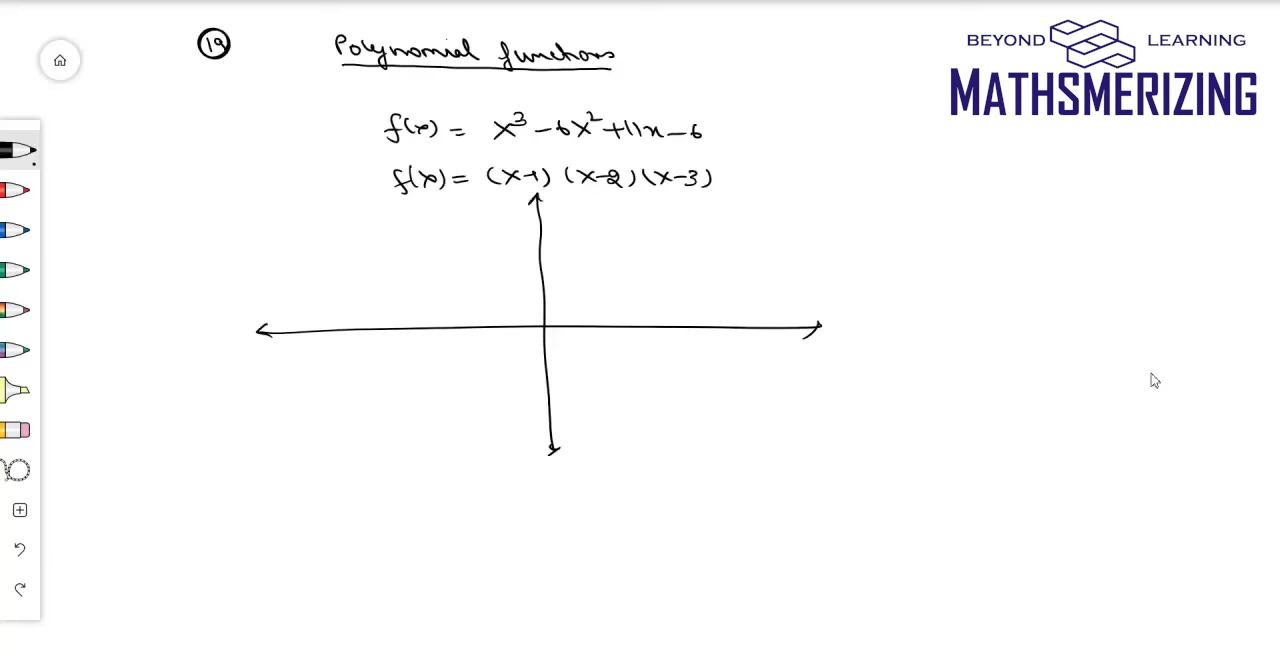 19
Polynomial functions
BEYOND LEARNING
MATHSMERIZING
f(x) = x³ - 6x² + 11x - 6
f(x) = (x-1) (x-2) (x-3)